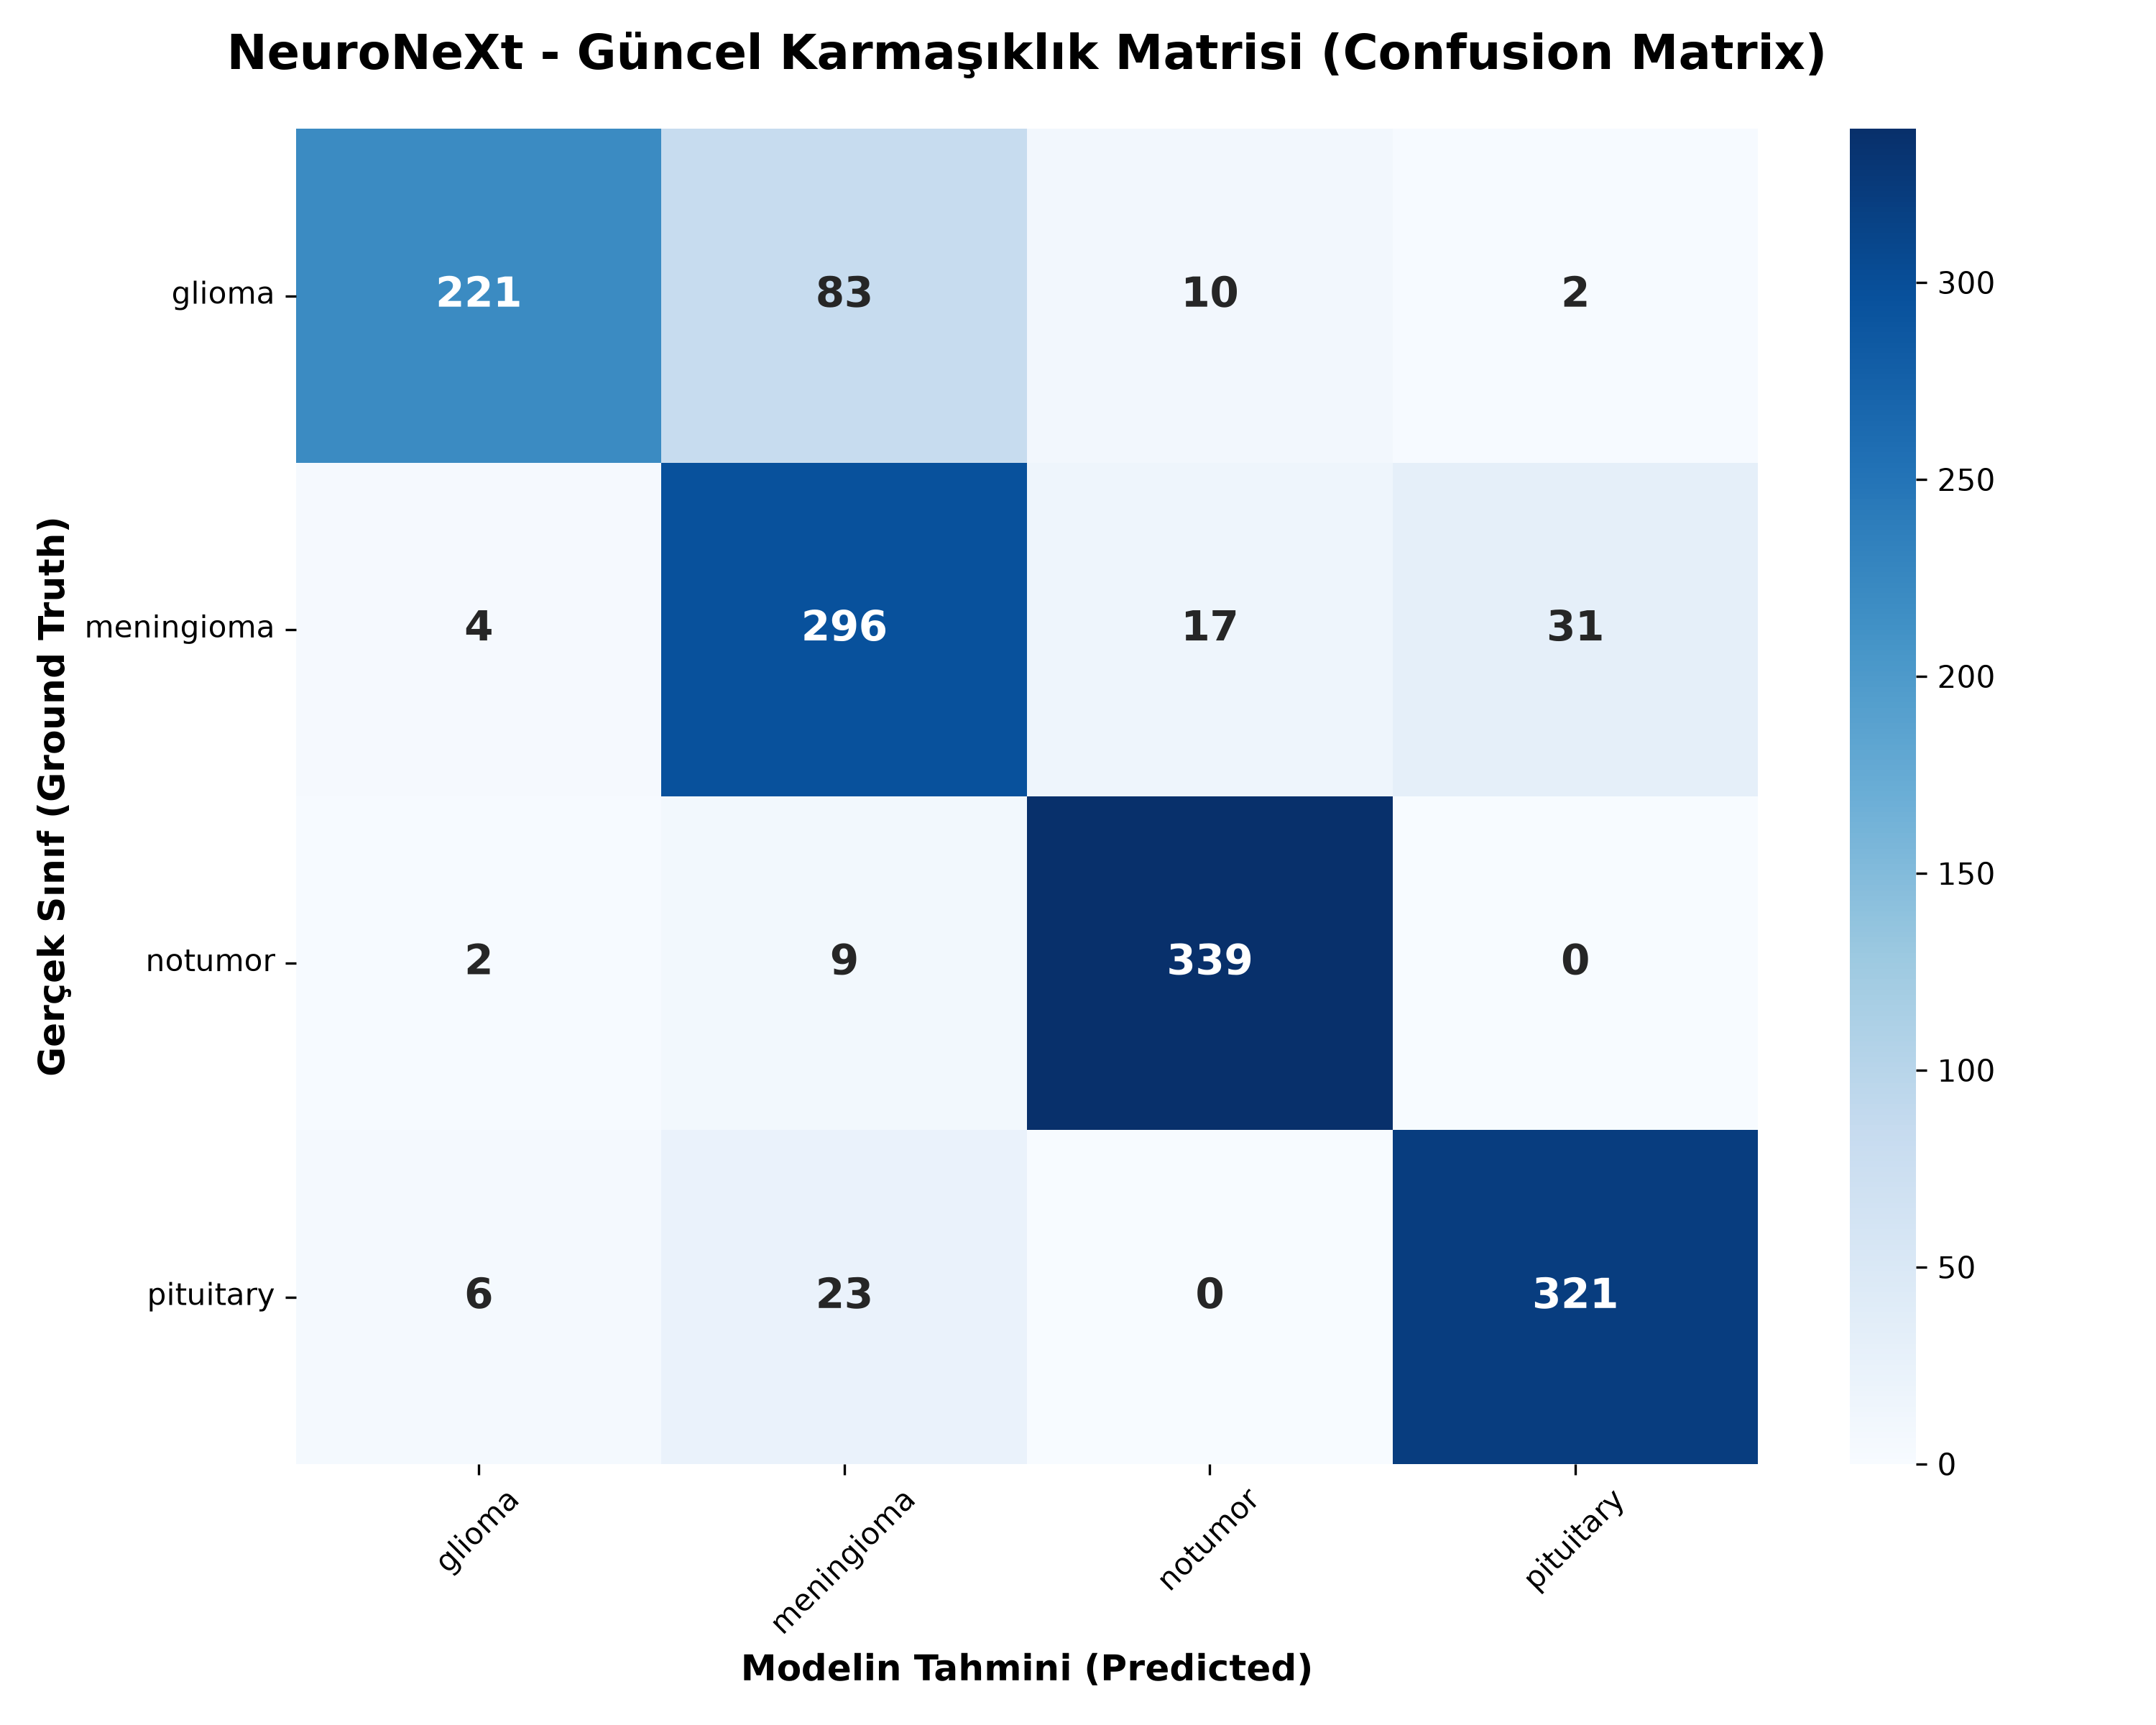 NeuroNeXt - Güncel Karmaşıklık Matrisi (Confusion Matrix)
Gerçek Sınıf (Ground Truth)
glioma 221 83 10 2
meningioma 4 296 17 31
notumor 2 9 339 0
pituitary 6 23 0 321
glioma meningioma notumor pituitary
Modelin Tahmini (Predicted)
300
250
200
150
100
50
0